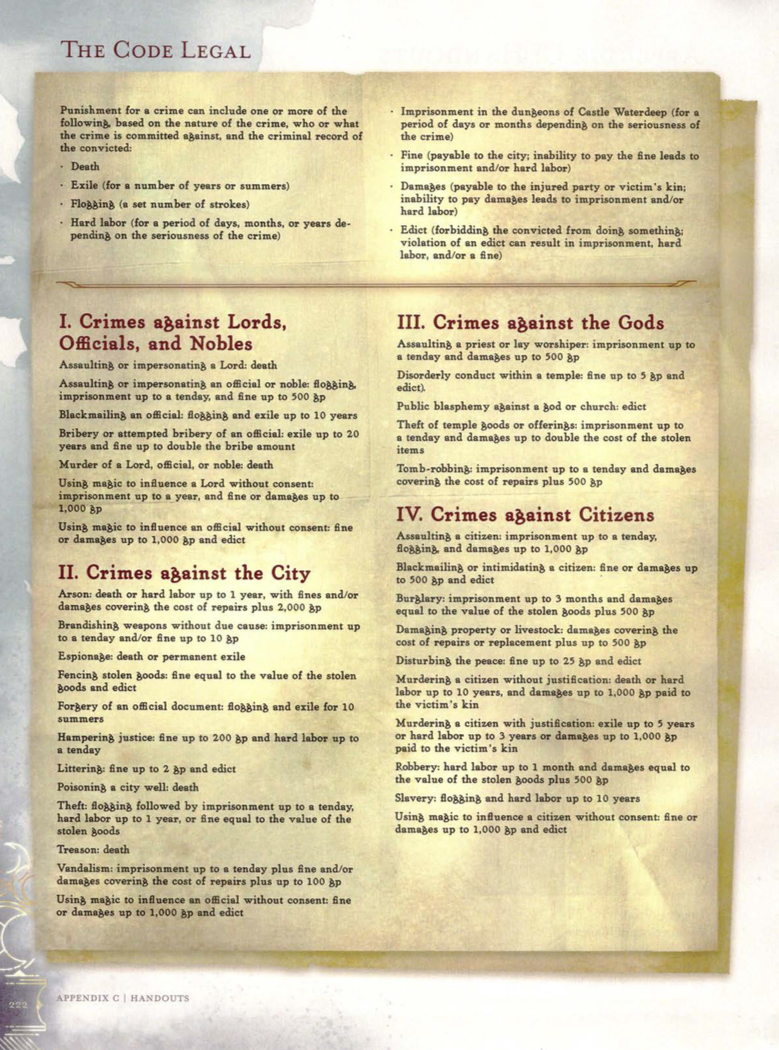 The Code Legal
Punishment for a crime can include one or more of the
following, based on the nature of the crime, who or what
the crime is committed against, and the criminal record of
the convicted:
· Death
· Exile (for a number of years or summers)
· Flogging (a set number of strokes)
· Hard labor (for a period of days, months, or years de-
pending on the seriousness of the crime)
· Imprisonment in the dungeons of Castle Waterdeep (for a
period of days or months depending on the seriousness of
the crime)
· Fine (payable to the city; inability to pay the fine leads to
imprisonment and/or hard labor)
· Damages (payable to the injured party or victim's kin;
inability to pay damages leads to imprisonment and/or
hard labor)
· Edict (forbidding the convicted from doing something;
violation of an edict can result in imprisonment, hard
labor, and/or a fine)
I. Crimes against Lords,
Officials, and Nobles
Assaulting or impersonating a Lord: death
Assaulting or impersonating an official or noble: flogging,
imprisonment up to a tenday, and fine up to 500 gp
Blackmailing an official: flogging and exile up to 10 years
Bribery or attempted bribery of an official: exile up to 20
years and fine up to double the bribe amount
Murder of a Lord, official, or noble: death
Using magic to influence a Lord without consent:
imprisonment up to a year, and fine or damages up to
1,000 gp
Using magic to influence an official without consent: fine
or damages up to 1,000 gp and edict
II. Crimes against the City
Arson: death or hard labor up to 1 year, with fines and/or
damages covering the cost of repairs plus 2,000 gp
Brandishing weapons without due cause: imprisonment up
to a tenday and/or fine up to 10 gp
Espionage: death or permanent exile
Fencing stolen goods: fine equal to the value of the stolen
goods and edict
Forgery of an official document: flogging and exile for 10
summers
Hampering justice: fine up to 200 gp and hard labor up to
a tenday
Littering: fine up to 2 gp and edict
Poisoning a city well: death
Theft: flogging followed by imprisonment up to a tenday,
hard labor up to 1 year, or fine equal to the value of the
stolen goods
Treason: death
Vandalism: imprisonment up to a tenday plus fine and/or
damages covering the cost of repairs plus up to 100 gp
Using magic to influence an official without consent: fine
or damages up to 1,000 gp and edict
III. Crimes against the Gods
Assaulting a priest or lay worshiper: imprisonment up to
a tenday and damages up to 500 gp
Disorderly conduct within a temple: fine up to 5 gp and
edict).
Public blasphemy against a god or church: edict
Theft of temple goods or offerings: imprisonment up to
a tenday and damages up to double the cost of the stolen
items
Tomb-robbing: imprisonment up to a tenday and damages
covering the cost of repairs plus 500 gp
IV. Crimes against Citizens
Assaulting a citizen: imprisonment up to a tenday,
flogging, and damages up to 1,000 gp
Blackmailing or intimidating a citizen: fine or damages up
to 500 gp and edict
Burglary: imprisonment up to 3 months and damages
equal to the value of the stolen goods plus 500 gp
Damaging property or livestock: damages covering the
cost of repairs or replacement plus up to 500 gp
Disturbing the peace: fine up to 25 gp and edict
Murdering a citizen without justification: death or hard
labor up to 10 years, and damages up to 1,000 gp paid to
the victim's kin
Murdering a citizen with justification: exile up to 5 years
or hard labor up to 3 years or damages up to 1,000 gp
paid to the victim's kin
Robbery: hard labor up to 1 month and damages equal to
the value of the stolen goods plus 500 gp
Slavery: flogging and hard labor up to 10 years
Using magic to influence a citizen without consent: fine or
damages up to 1,000 gp and edict
222
APPENDIX C | HANDOUTS